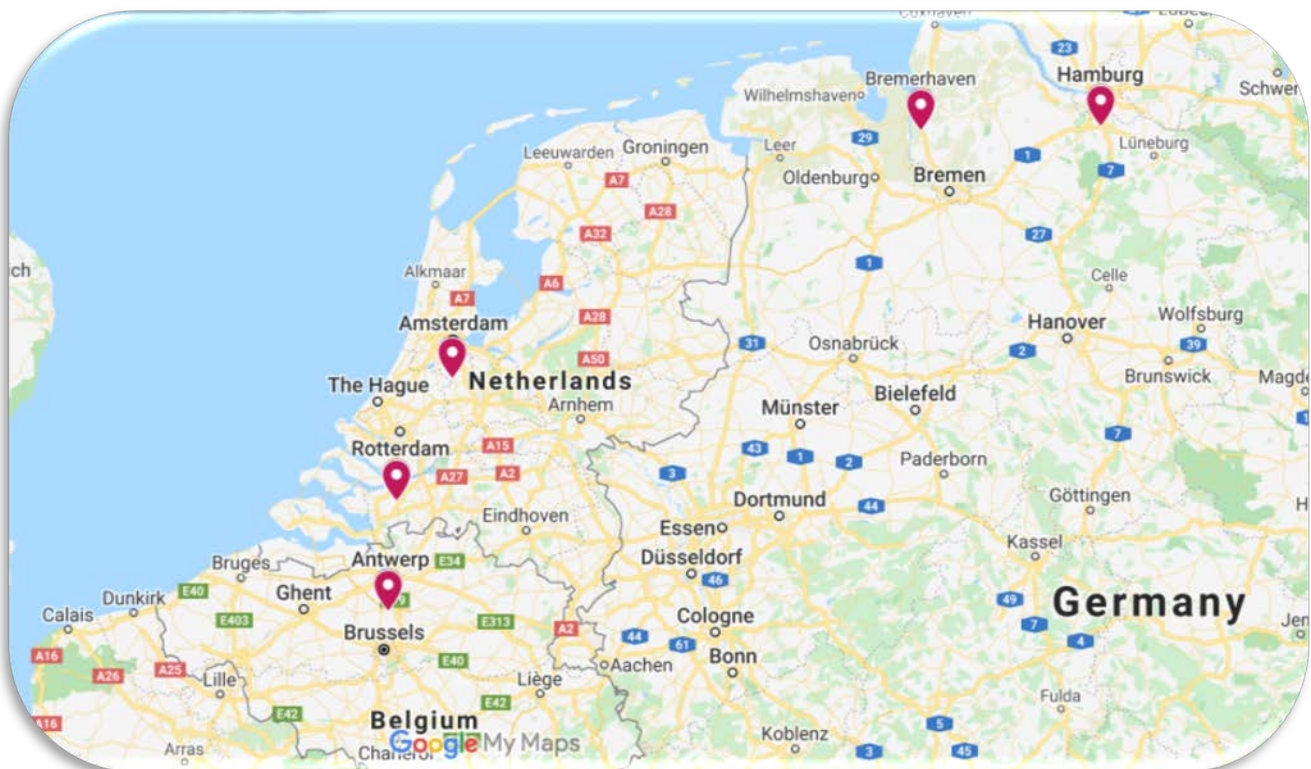 Cuxhaven
23
Hamburg
Bremerhaven
Wilhelmshaven
Schwer
Leeuwarden
Groningen
29
Leer
1
Lüneburg
A7
Oldenburg
Bremen
7
A28
A32
27
1
ich
Alkmaar
A6
Celle
A7
Amsterdam
A28
Hanover
Wolfsburg
31
Osnabrück
2
39
A50
The Hague
Netherlands
Brunswick
Magde
Arnhem
Münster
Bielefeld
Rotterdam
A15
43
1
2
7
Paderborn
A27
A2
3
Göttingen
Dortmund
44
Eindhoven
Essen
Kassel
Bruges
Antwerp
E34
Düsseldorf
46
Calais
Dunkirk
E40
Ghent
49
Germany
E403
E313
A2
Cologne
7
Jen
Brussels
44
61
4
A16
A26
A25
E40
Aachen
Bonn
Lille
Liège
E42
Fulda
A16
E42
Belgium
5
Google My Maps
Koblenz
3
45
Arras